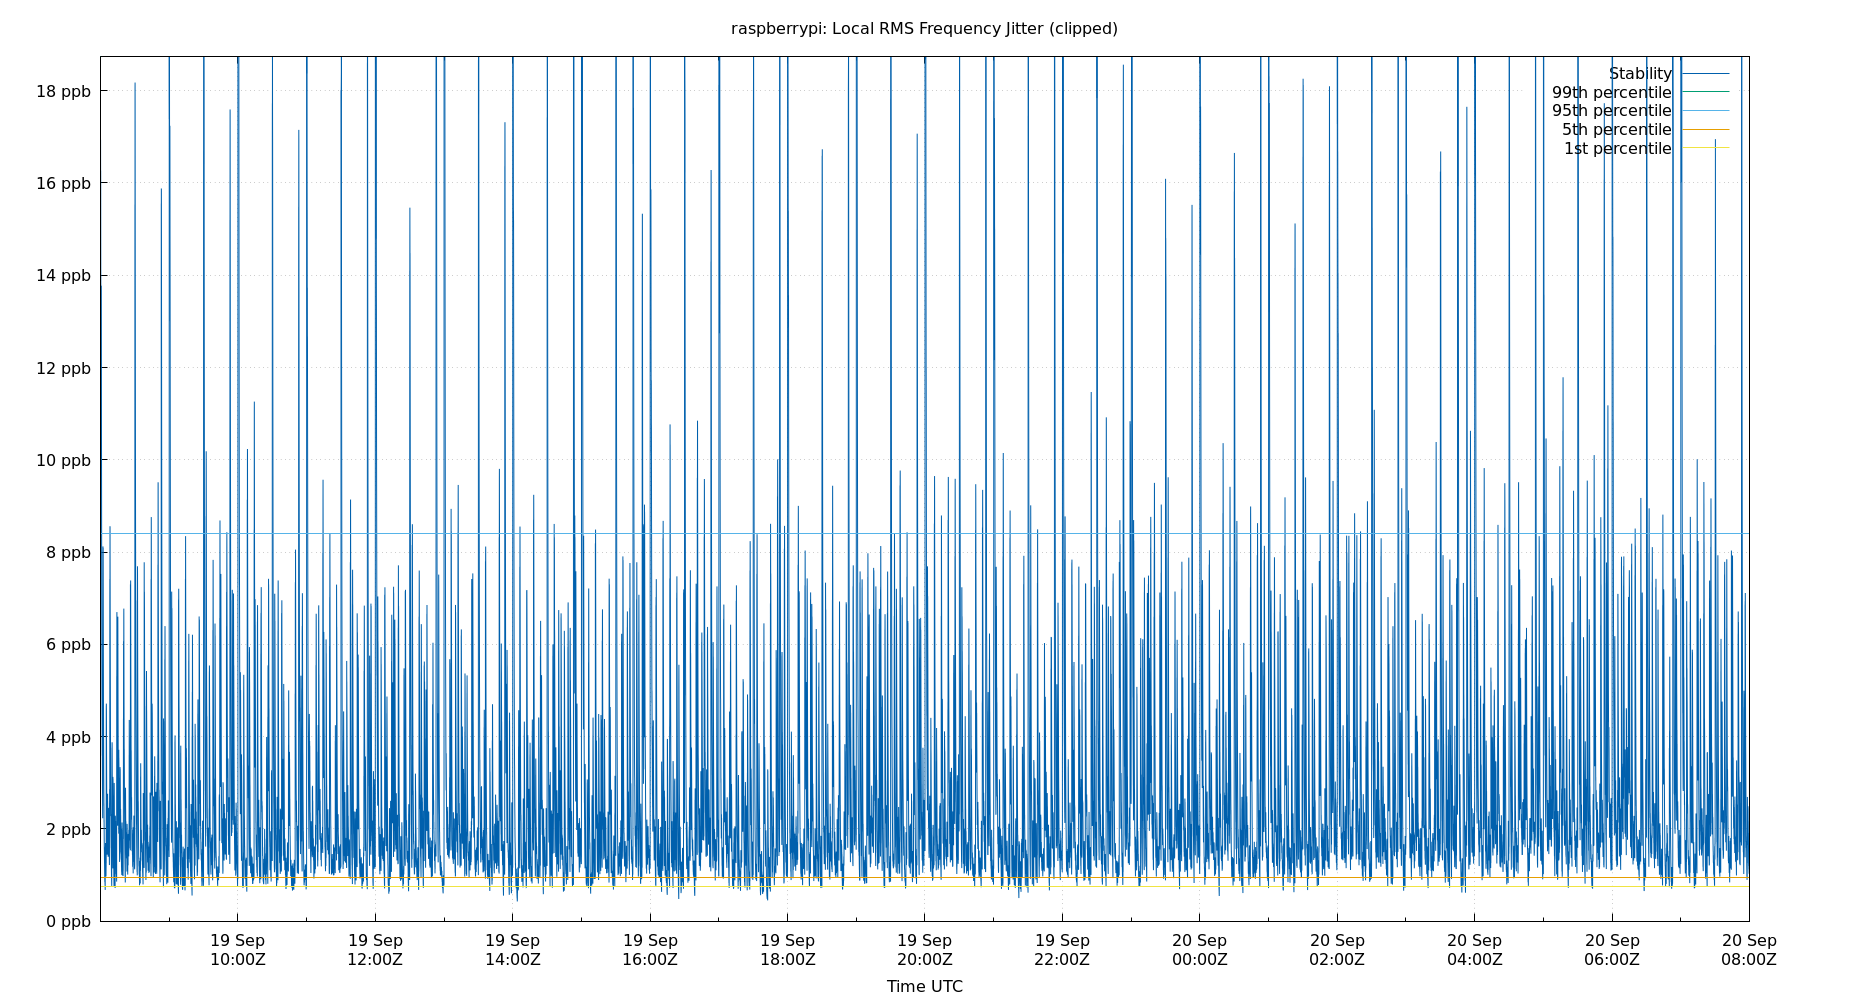 raspberrypi: Local RMS Frequency Jitter (clipped)
Stability
99th percentile
95th percentile
5th percentile
1st percentile
18 ppb
16 ppb
14 ppb
12 ppb
10 ppb
8 ppb
6 ppb
4 ppb
2 ppb
0 ppb
19 Sep 19 Sep 19 Sep 19 Sep 19 Sep 19 Sep 19 Sep 20 Sep 20 Sep 20 Sep 20 Sep 20 Sep
10:00Z 12:00Z 14:00Z 16:00Z 18:00Z 20:00Z 22:00Z 00:00Z 02:00Z 04:00Z 06:00Z 08:00Z
Time UTC